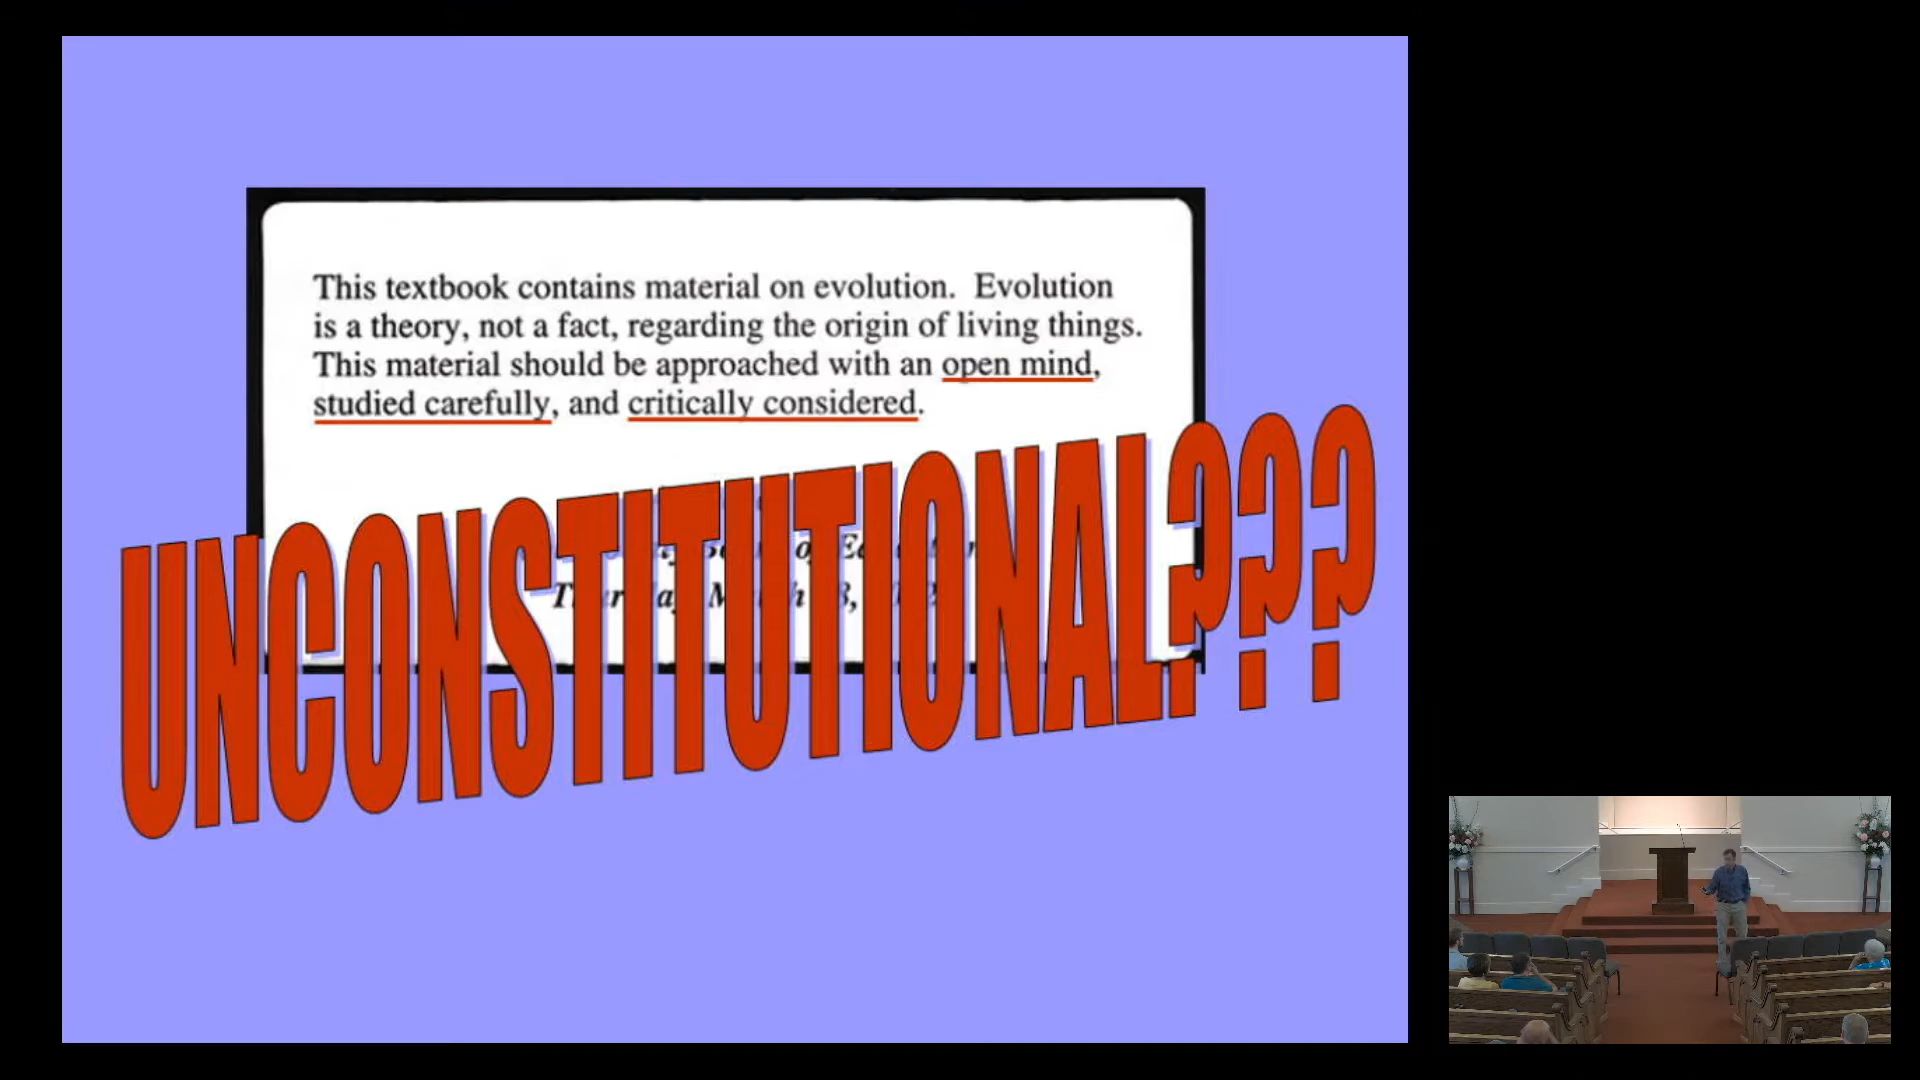 This textbook contains material on evolution. Evolution
is a theory, not a fact, regarding the origin of living things.
This material should be approached with an open mind,
studied carefully, and critically considered.
UNCONSTITUTIONAL???